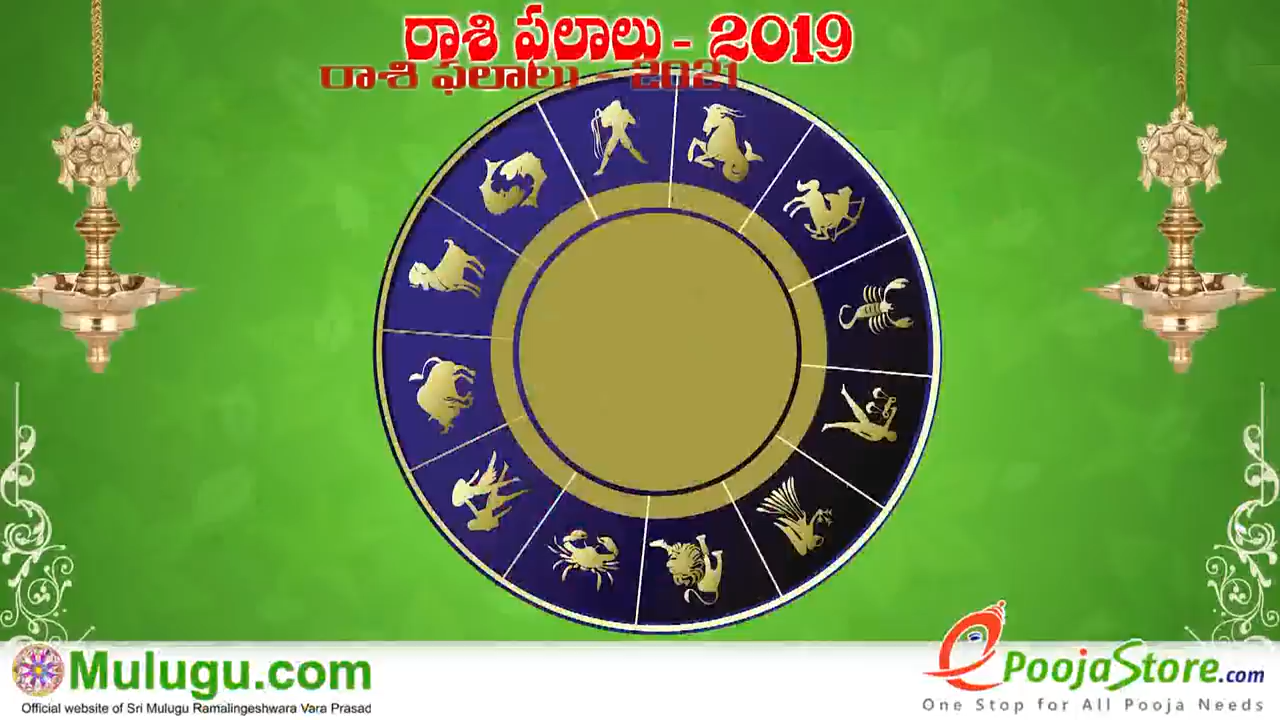 రాశి ఫలాలు - 2019
రాశి ఫలాలు - 2021
Mulugu.com
Official website of Sri Mulugu Ramalingeshwara Vara Prasad
ePoojaStore.com
One Stop for All Pooja Needs